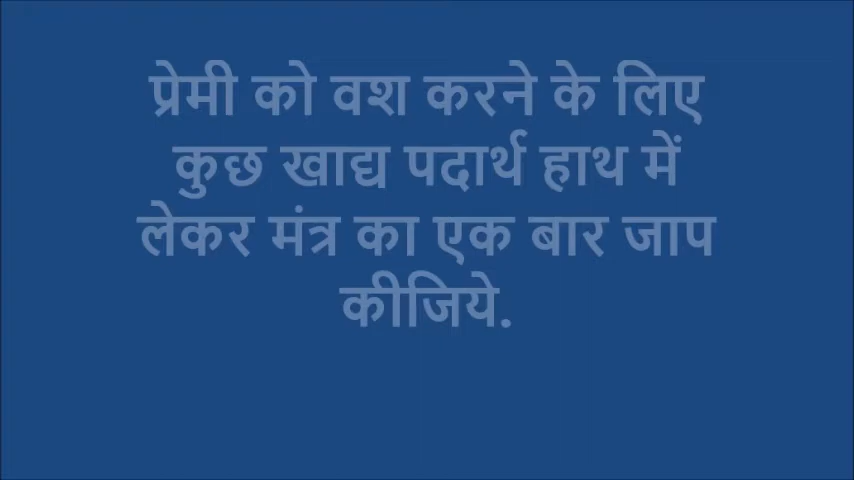 प्रेमी को वश करने के लिए
कुछ खाद्य पदार्थ हाथ में
लेकर मंत्र का एक बार जाप
कीजिये.